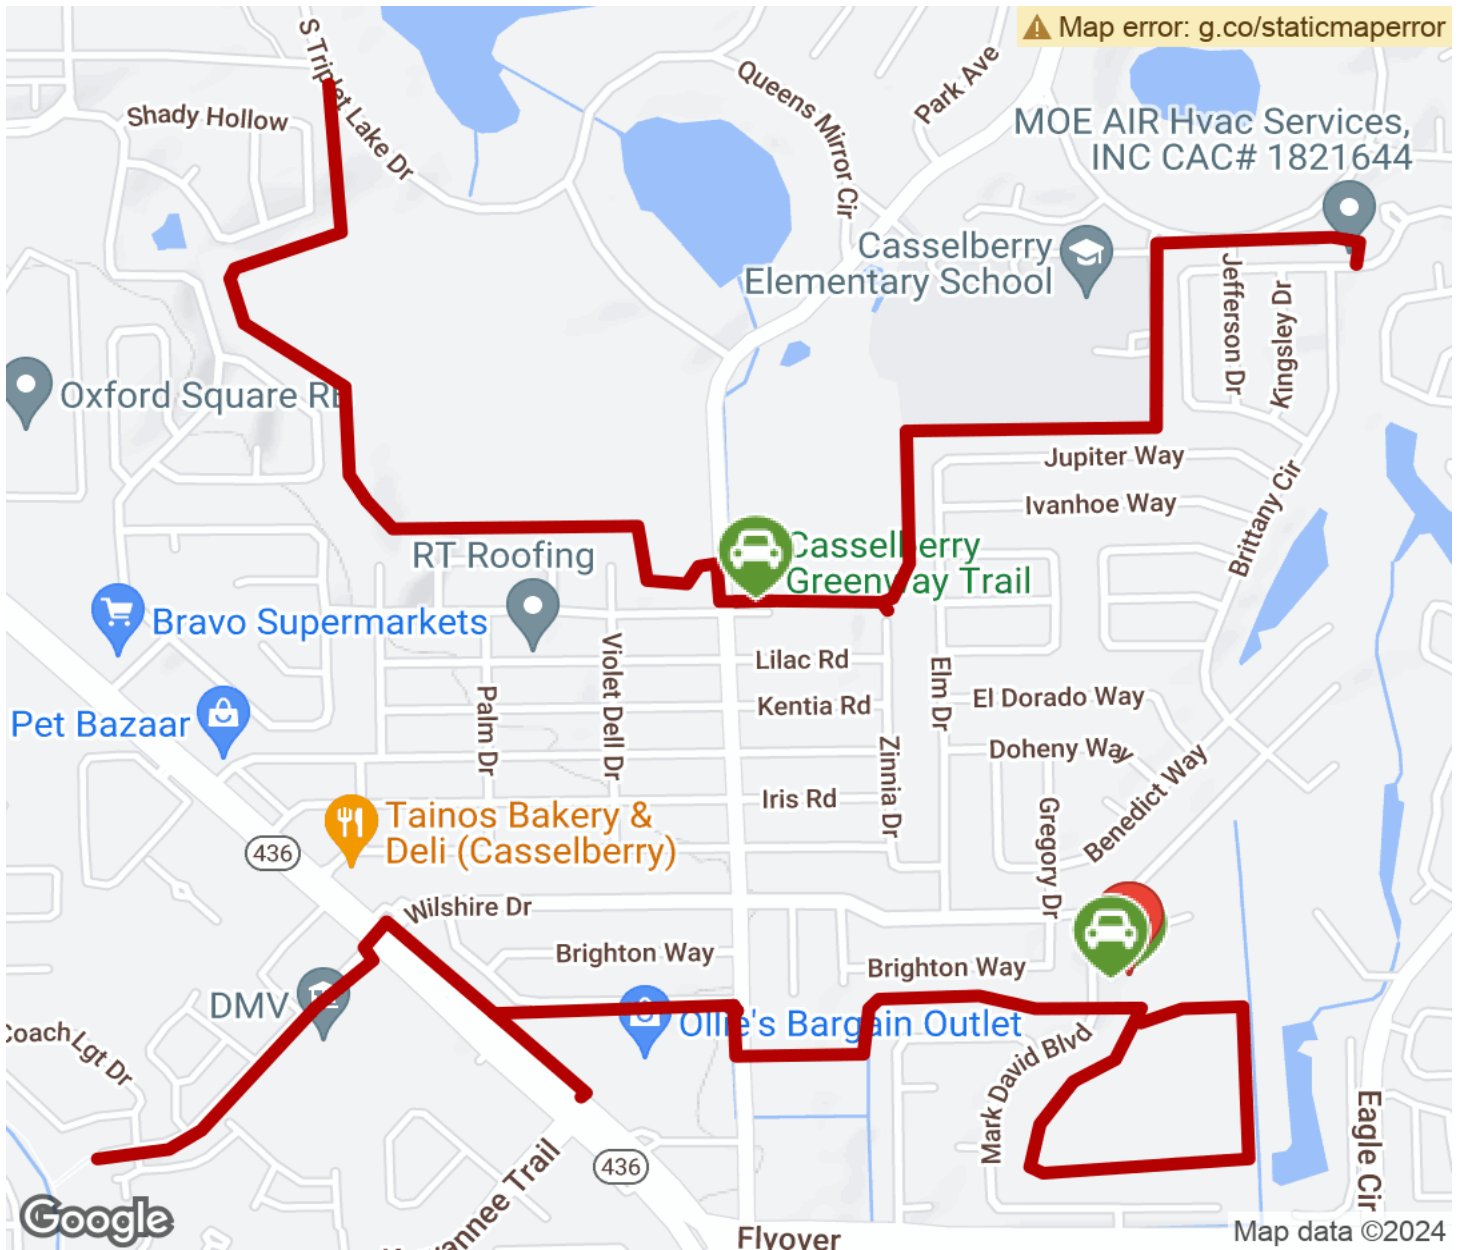 Map error: g.co/staticmaperror
S Triplet Lake Dr
Shady Hollow
Queens Mirror Cir
Park Ave
MOE AIR Hvac Services,
INC CAC# 1821644
Casselberry
Elementary School
Jefferson Dr
Kingsley Dr
Oxford Square
Jupiter Way
Ivanhoe Way
Brittany Cir
RT Roofing
Casselberry
Greenway Trail
Bravo Supermarkets
Violet Dell Dr
Lilac Rd
Elm Dr
Palm Dr
Kentia Rd
El Dorado Way
Pet Bazaar
Zinnia Dr
Doheny Way
Benedict Way
Iris Rd
Gregory Dr
Tainos Bakery &
Deli (Casselberry)
436
Wilshire Dr
Brighton Way
Brighton Way
DMV
Ollie's Bargain Outlet
Coach Lgt Dr
Mark David Blvd
Eagle Cir
436
Trail
Google
Flyover
Map data ©2024